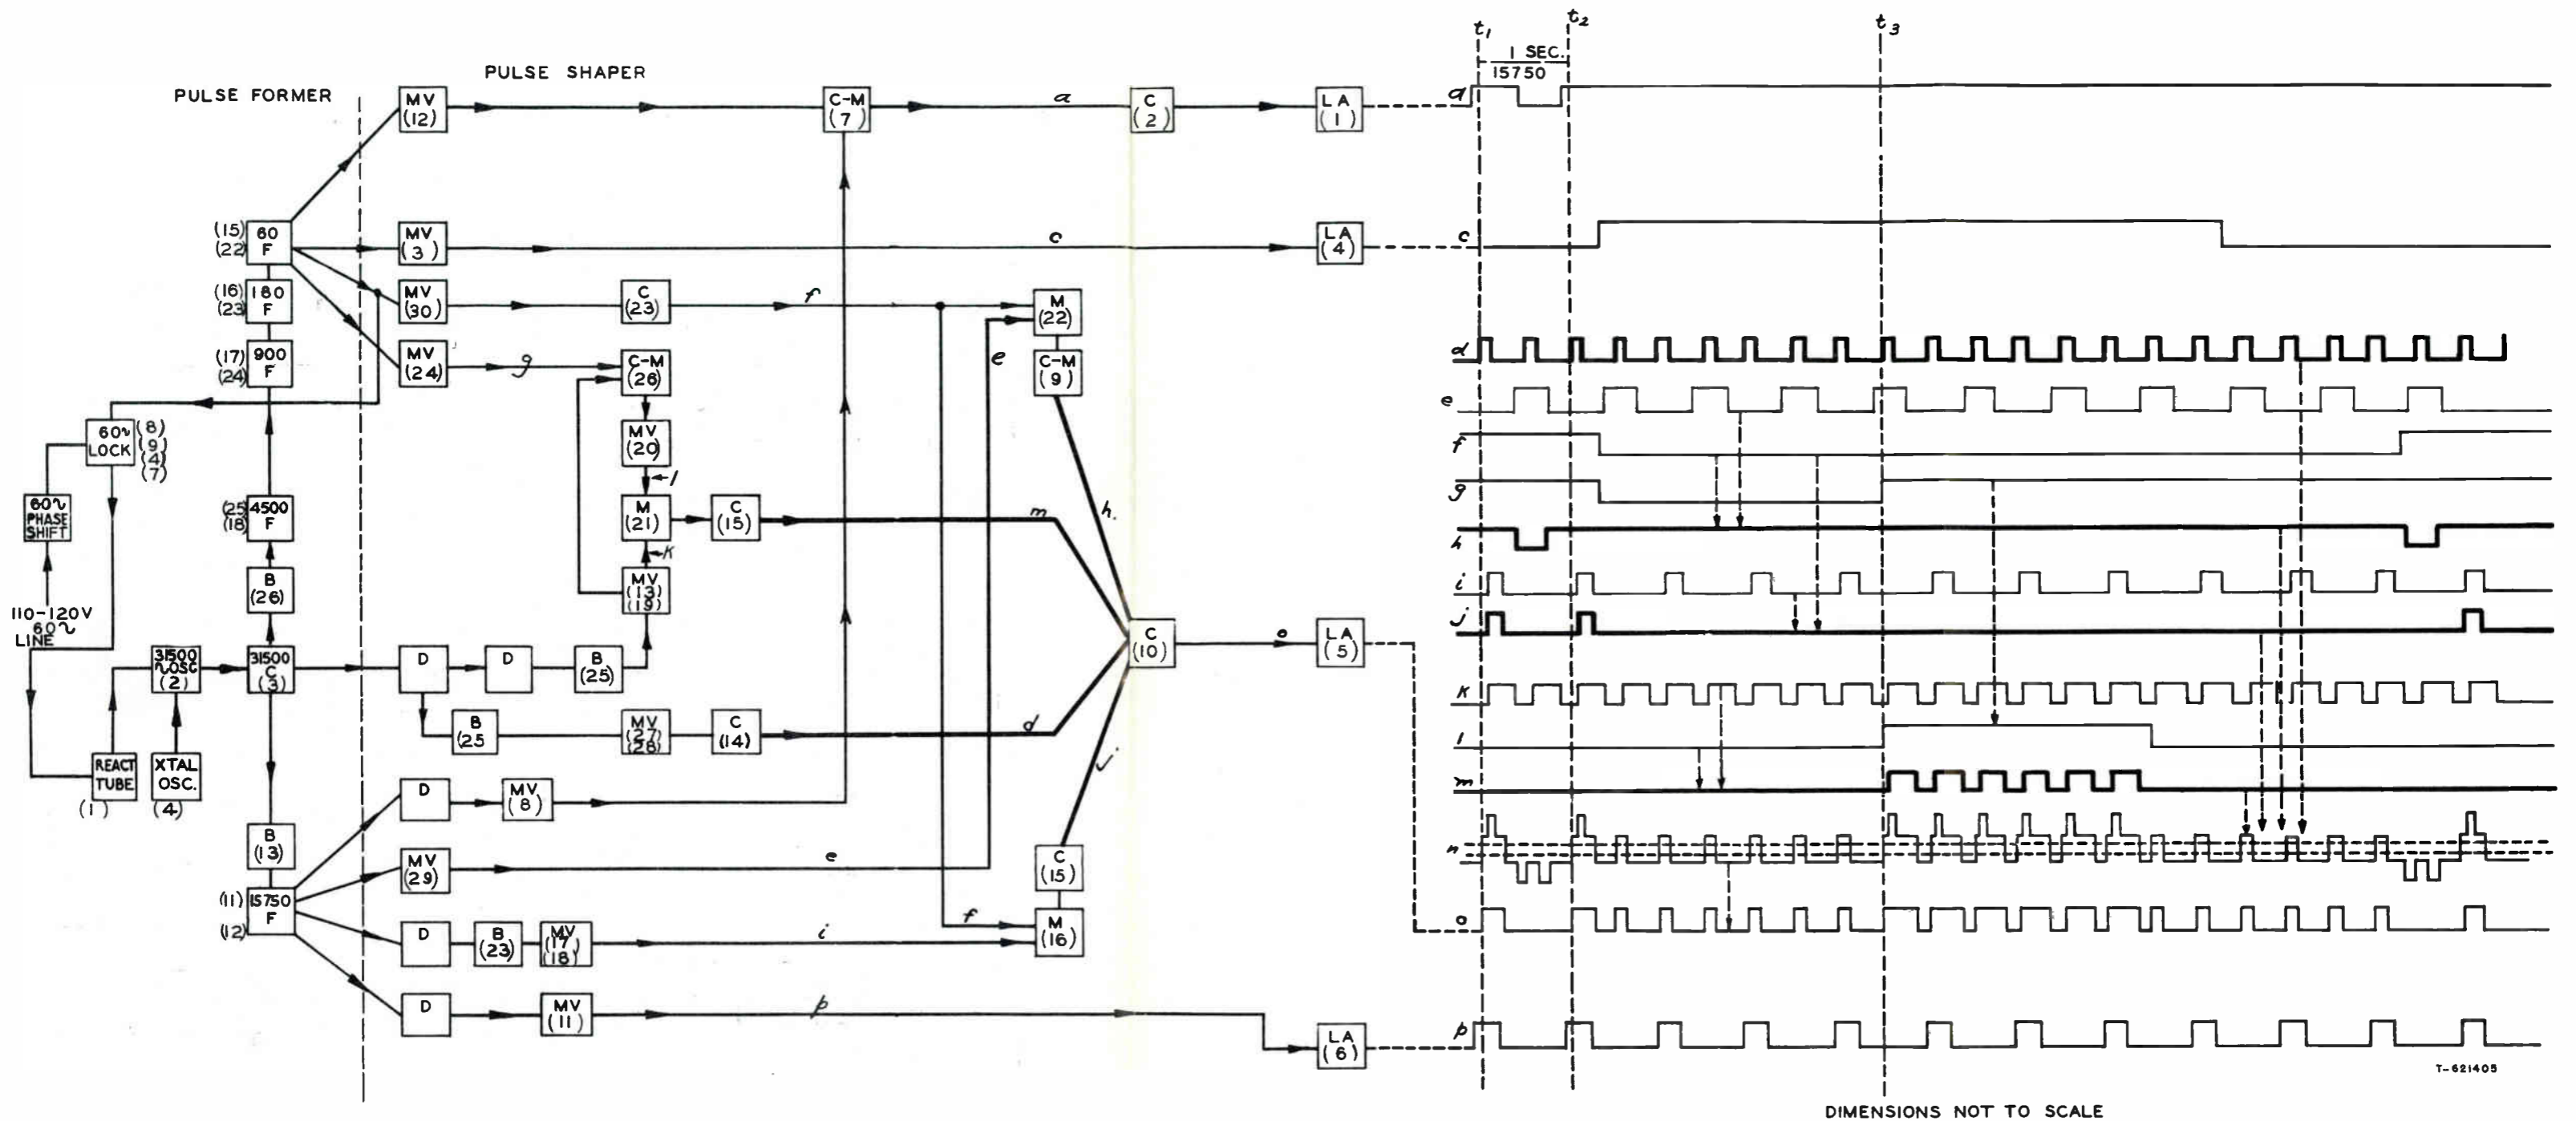 PULSE FORMER
PULSE SHAPER
MV
(12)
C-M
(7)
a
C
(2)
LA
(1)
(15)
(22)
60
F
MV
(3)
c
LA
(4)
(16)
(23)
180
F
MV
(30)
C
(23)
f
M
(22)
(17)
(24)
900
F
MV
(24)
g
C-M
(26)
e
C-M
(9)
60~
LOCK
(8)
(9)
(4)
(7)
MV
(20)
l
60~
PHASE
SHIFT
(25)
(18)
4500
F
M
(21)
C
(15)
m
h.
K
B
(26)
MV
(13)
(19)
110-120V
60~
LINE
31500
~OSC
(2)
31500
C
(3)
D
D
B
(25)
C
(10)
o
LA
(5)
B
(25
MV
(27)
(28)
C
(14)
d
j
REACT
TUBE
(1)
XTAL
OSC.
(4)
D
MV
(8)
B
(13)
MV
(29)
e
C
(15)
(11)
(12)
15750
F
D
B
(23)
MV
(17)
(18)
i
f
M
(16)
D
MV
(11)
p
LA
(6)
t1
t2
t3
1 SEC.
15750
a
c
d
e
f
g
h
i
j
K
l
m
n
o
p
T-621405
DIMENSIONS NOT TO SCALE